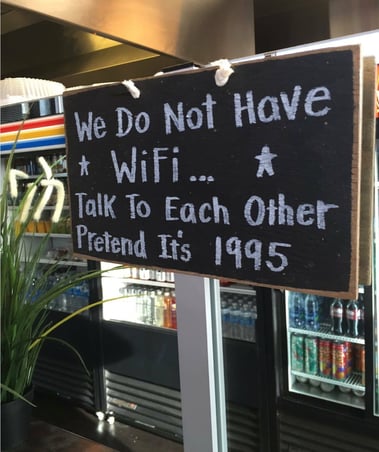 We Do Not Have
★ WiFi... ★
Talk To Each Other
Pretend It's 1995